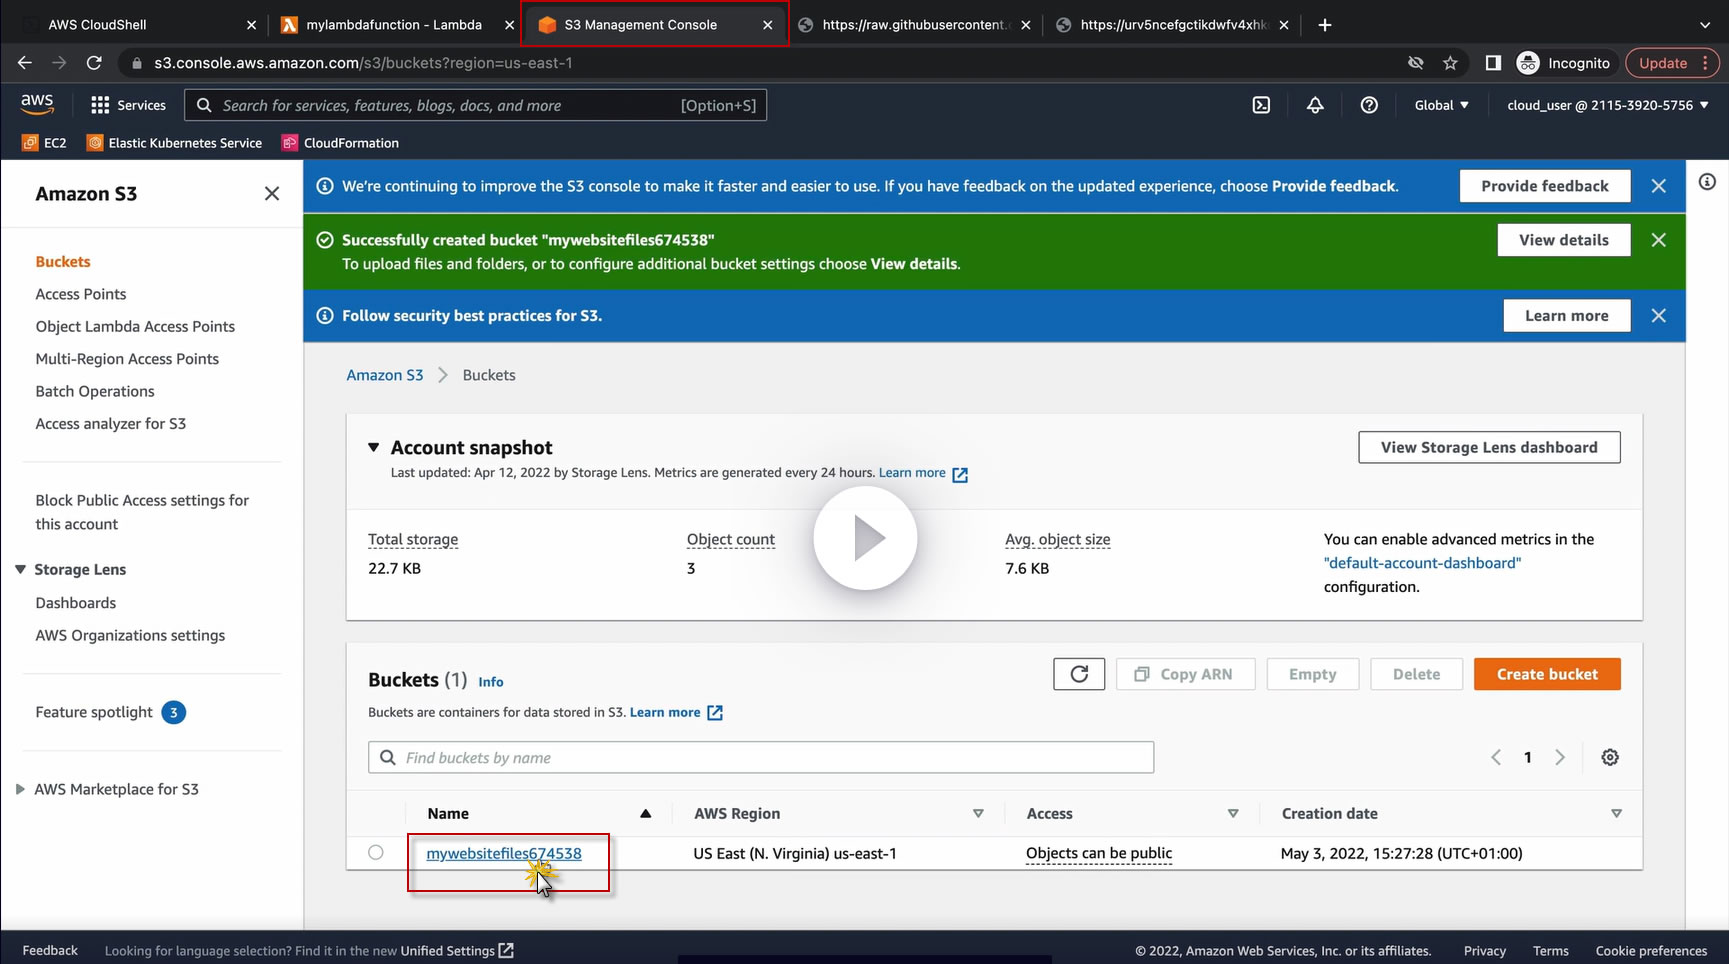 AWS CloudShell
mylambdafunction - Lambda
S3 Management Console
https://raw.githubusercontent.
https://urv5ncefgctikdwfv4xhk
s3.console.aws.amazon.com/s3/buckets?region=us-east-1
Incognito
Update
aws
Services
Search for services, features, blogs, docs, and more
[Option+S]
Global
cloud_user @ 2115-3920-5756
EC2
Elastic Kubernetes Service
CloudFormation
Amazon S3
Buckets
Access Points
Object Lambda Access Points
Multi-Region Access Points
Batch Operations
Access analyzer for S3
Block Public Access settings for
this account
Storage Lens
Dashboards
AWS Organizations settings
Feature spotlight 3
AWS Marketplace for S3
We're continuing to improve the S3 console to make it faster and easier to use. If you have feedback on the updated experience, choose Provide feedback.
Provide feedback
Successfully created bucket "mywebsitefiles674538"
To upload files and folders, or to configure additional bucket settings choose View details.
View details
Follow security best practices for S3.
Learn more
Amazon S3
Buckets
Account snapshot
Last updated: Apr 12, 2022 by Storage Lens. Metrics are generated every 24 hours. Learn more
View Storage Lens dashboard
Total storage
22.7 KB
Object count
3
Avg. object size
7.6 KB
You can enable advanced metrics in the
"default-account-dashboard"
configuration.
Buckets (1) Info
Buckets are containers for data stored in S3. Learn more
Copy ARN
Empty
Delete
Create bucket
Find buckets by name
1
Name
AWS Region
Access
Creation date
mywebsitefiles674538
US East (N. Virginia) us-east-1
Objects can be public
May 3, 2022, 15:27:28 (UTC+01:00)
Feedback
Looking for language selection? Find it in the new Unified Settings
© 2022, Amazon Web Services, Inc. or its affiliates.
Privacy
Terms
Cookie preferences